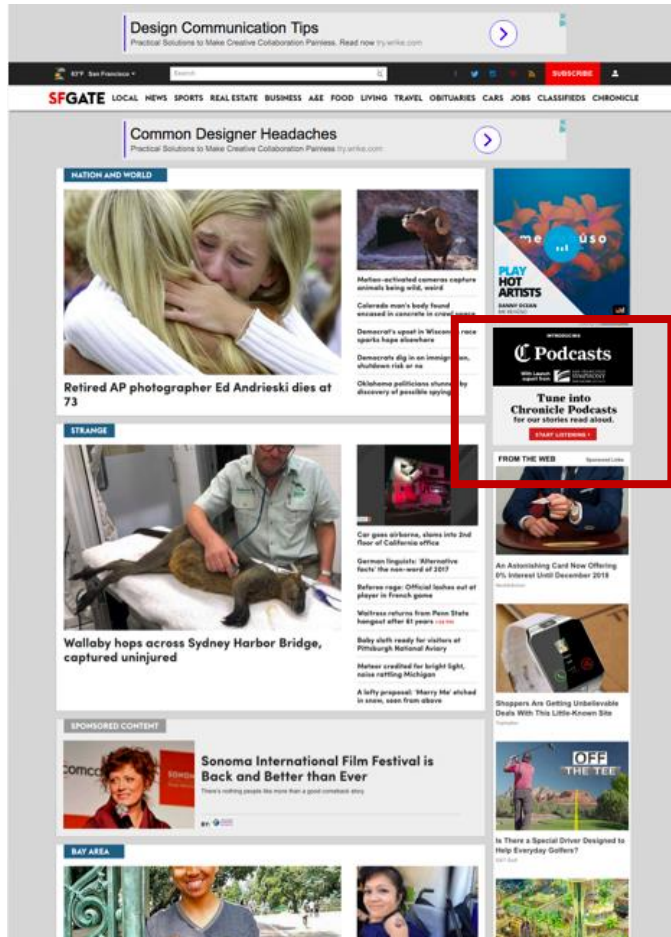 Design Communication Tips
Practical Solutions to Make Creative Collaboration Painless. Read now try.wrike.com
San Francisco
Search
SUBSCRIBE
SFGATE LOCAL NEWS SPORTS REAL ESTATE BUSINESS A&E FOOD LIVING TRAVEL OBITUARIES CARS JOBS CLASSIFIEDS CHRONICLE
Common Designer Headaches
Practical Solutions to Make Creative Collaboration Painless try.wrike.com
NATION AND WORLD
Retired AP photographer Ed Andrieski dies at
73
Motion-activated cameras capture
animals being wild, weird
Colorado man's body found
encased in concrete in crawl space
Democrat's upset in Wisconsin race
sparks hope elsewhere
Democrats dig in on immigration,
shutdown risk or no
Oklahoma politicians stunned by
discovery of possible spying
PLAY
HOT
ARTISTS
DANNY OCEAN
ME REHÚSO
INTRODUCING
Podcasts
With Launch
support from
Tune into
Chronicle Podcasts
for our stories read aloud.
START LISTENING
STRANGE
Wallaby hops across Sydney Harbor Bridge,
captured uninjured
Car goes airborne, slams into 2nd
floor of California office
German linguists: 'Alternative
facts' the non-word of 2017
Referee rage: Official lashes out at
player in French game
Waitress returns from Penn State
hangout after 61 years
Baby sloth ready for visitors at
Pittsburgh National Aviary
Meteor credited for bright light,
noise rattling Michigan
A lofty proposal: 'Marry Me' etched
in snow, seen from above
FROM THE WEB
Sponsored Links
An Astonishing Card Now Offering
0% Interest Until December 2018
Shoppers Are Getting Unbelievable
Deals With This Little-Known Site
OFF
THE TEE
Is There a Special Driver Designed to
Help Everyday Golfers?
SPONSORED CONTENT
Sonoma International Film Festival is
Back and Better than Ever
There's nothing people like more than a good comeback story
BY:
BAY AREA